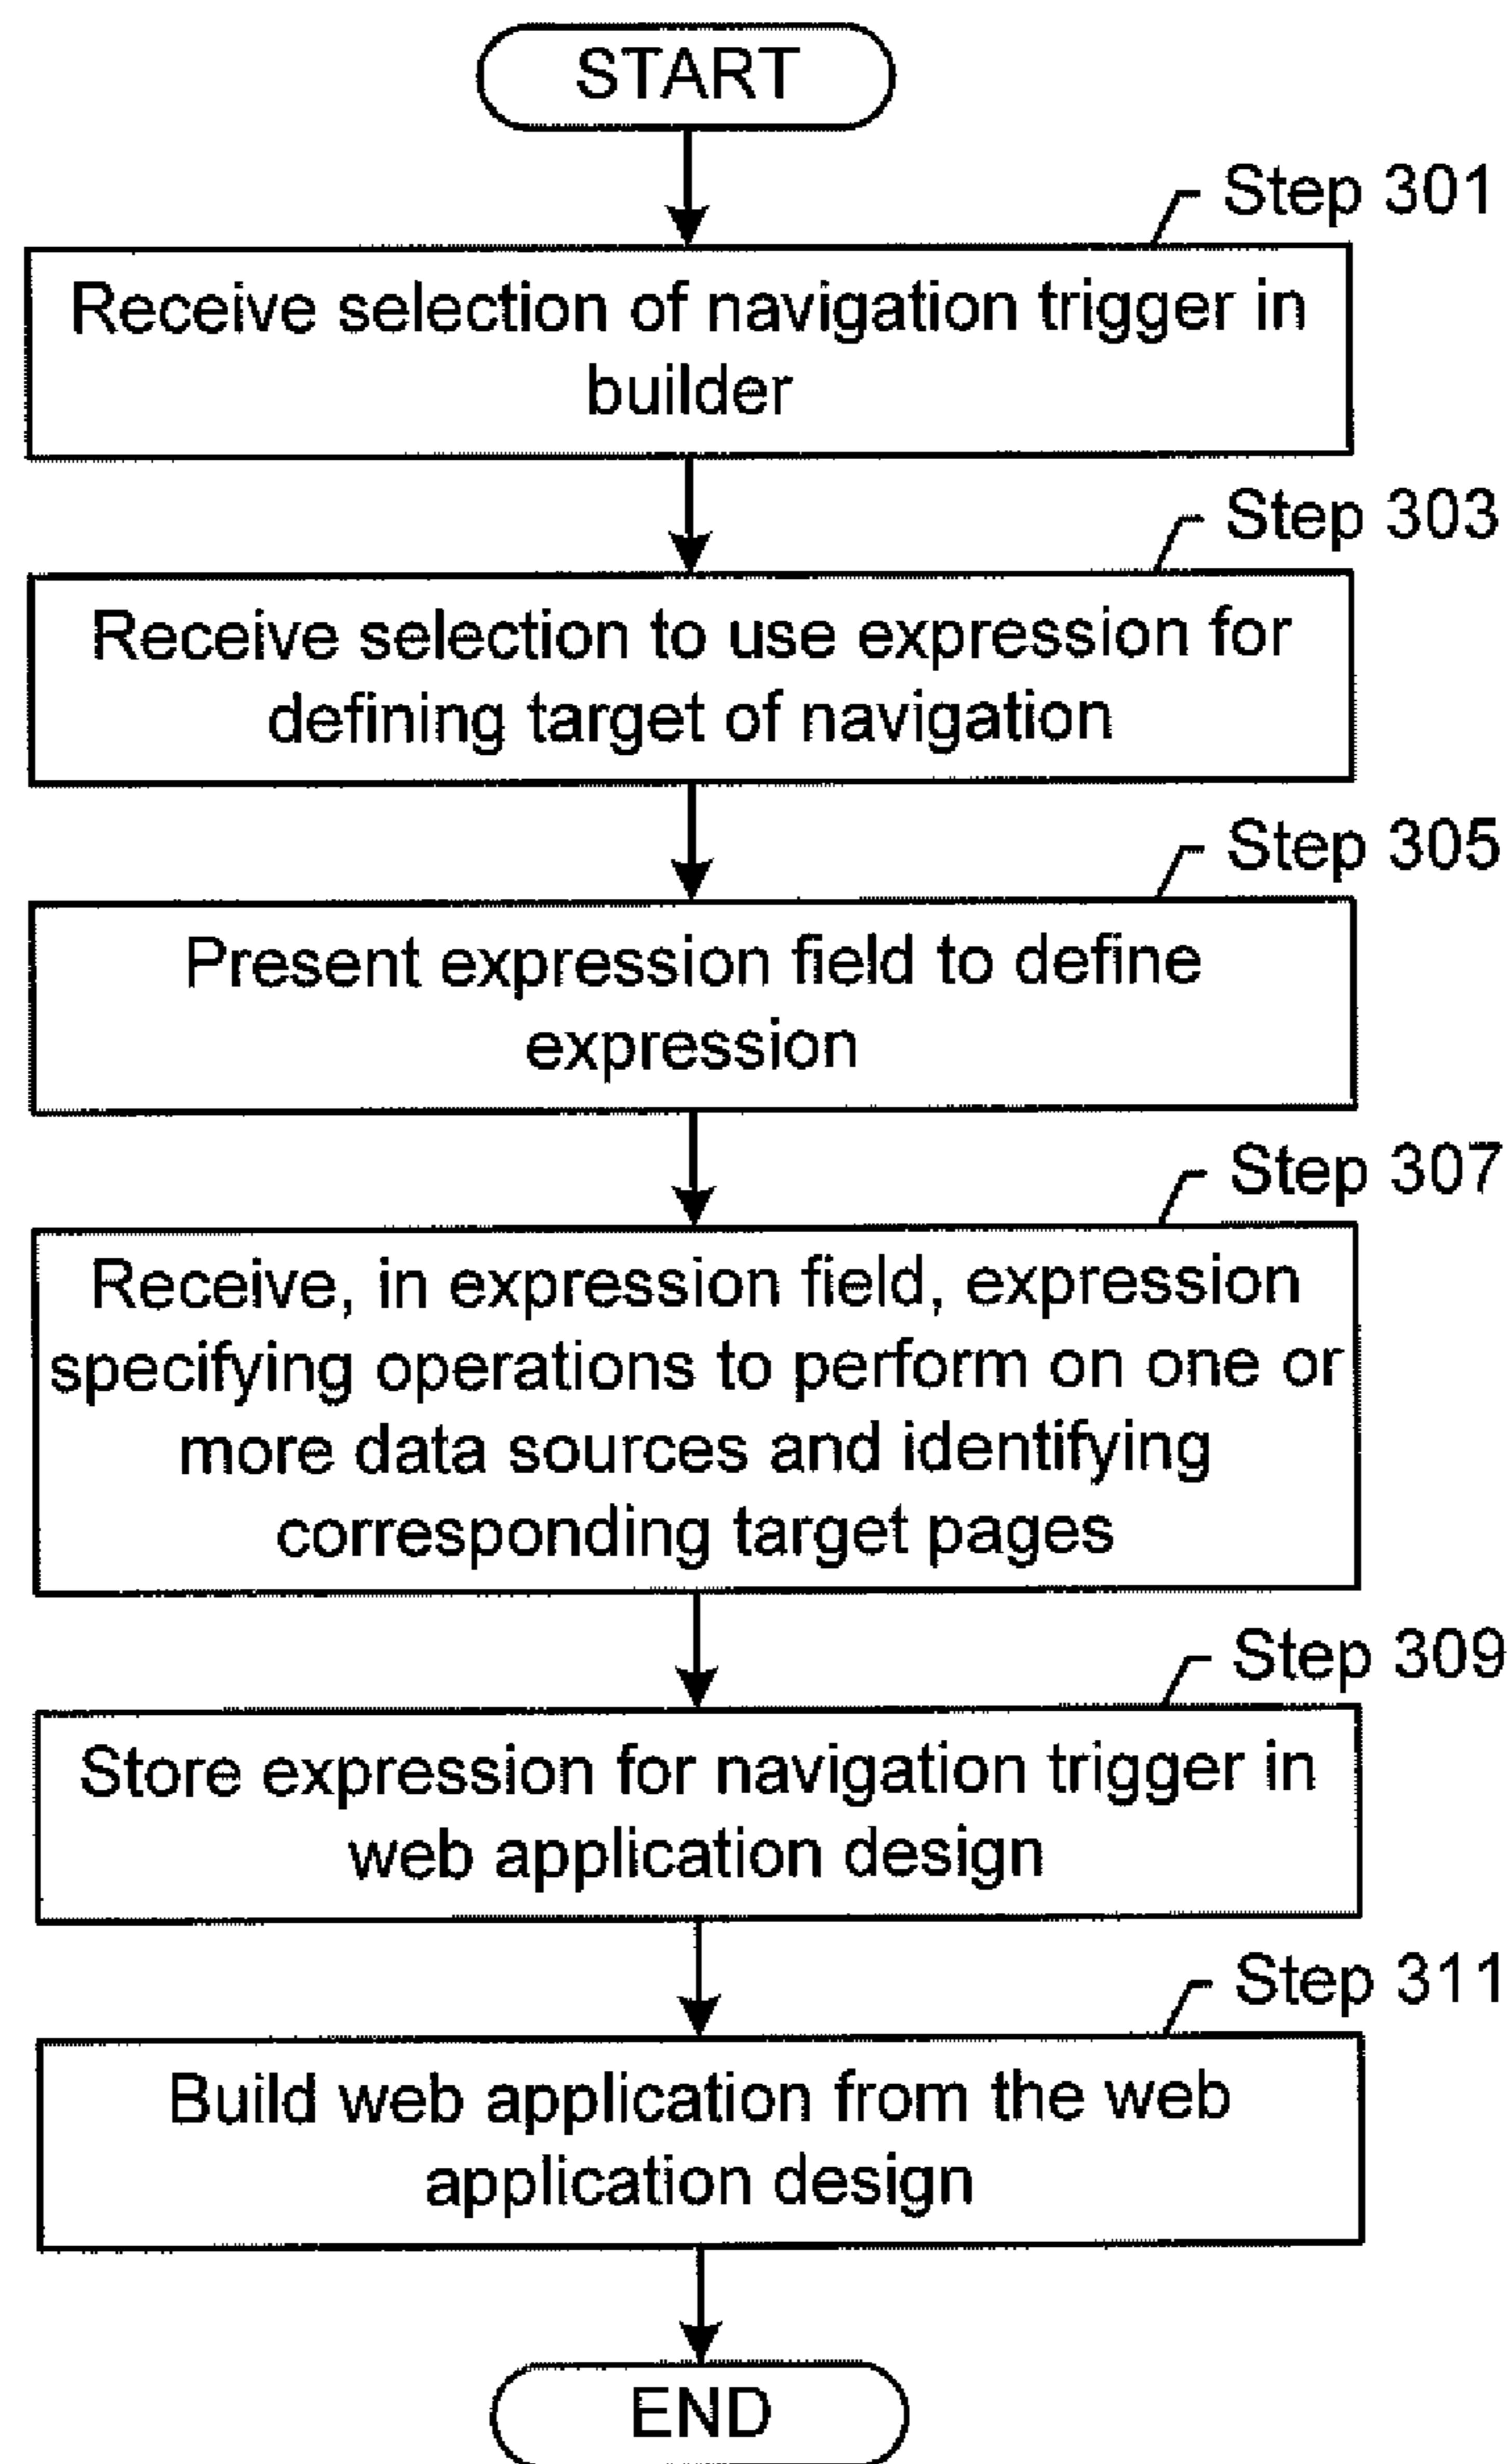 START
Step 301
Receive selection of navigation trigger in
builder
Step 303
Receive selection to use expression for
defining target of navigation
Step 305
Present expression field to define
expression
Step 307
Receive, in expression field, expression
specifying operations to perform on one or
more data sources and identifying
corresponding target pages
Step 309
Store expression for navigation trigger in
web application design
Step 311
Build web application from the web
application design
END